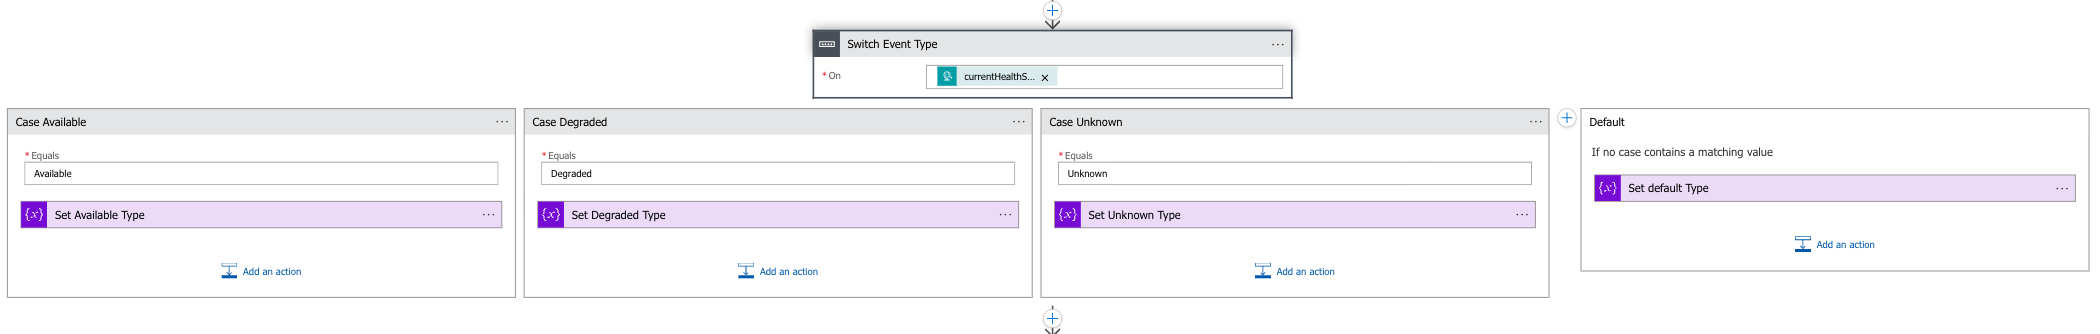 Switch Event Type
* On
currentHealthS...
Case Available
* Equals
Available
{x} Set Available Type
Add an action
Case Degraded
* Equals
Degraded
{x} Set Degraded Type
Add an action
Case Unknown
* Equals
Unknown
{x} Set Unknown Type
Add an action
Default
If no case contains a matching value
{x} Set default Type
Add an action